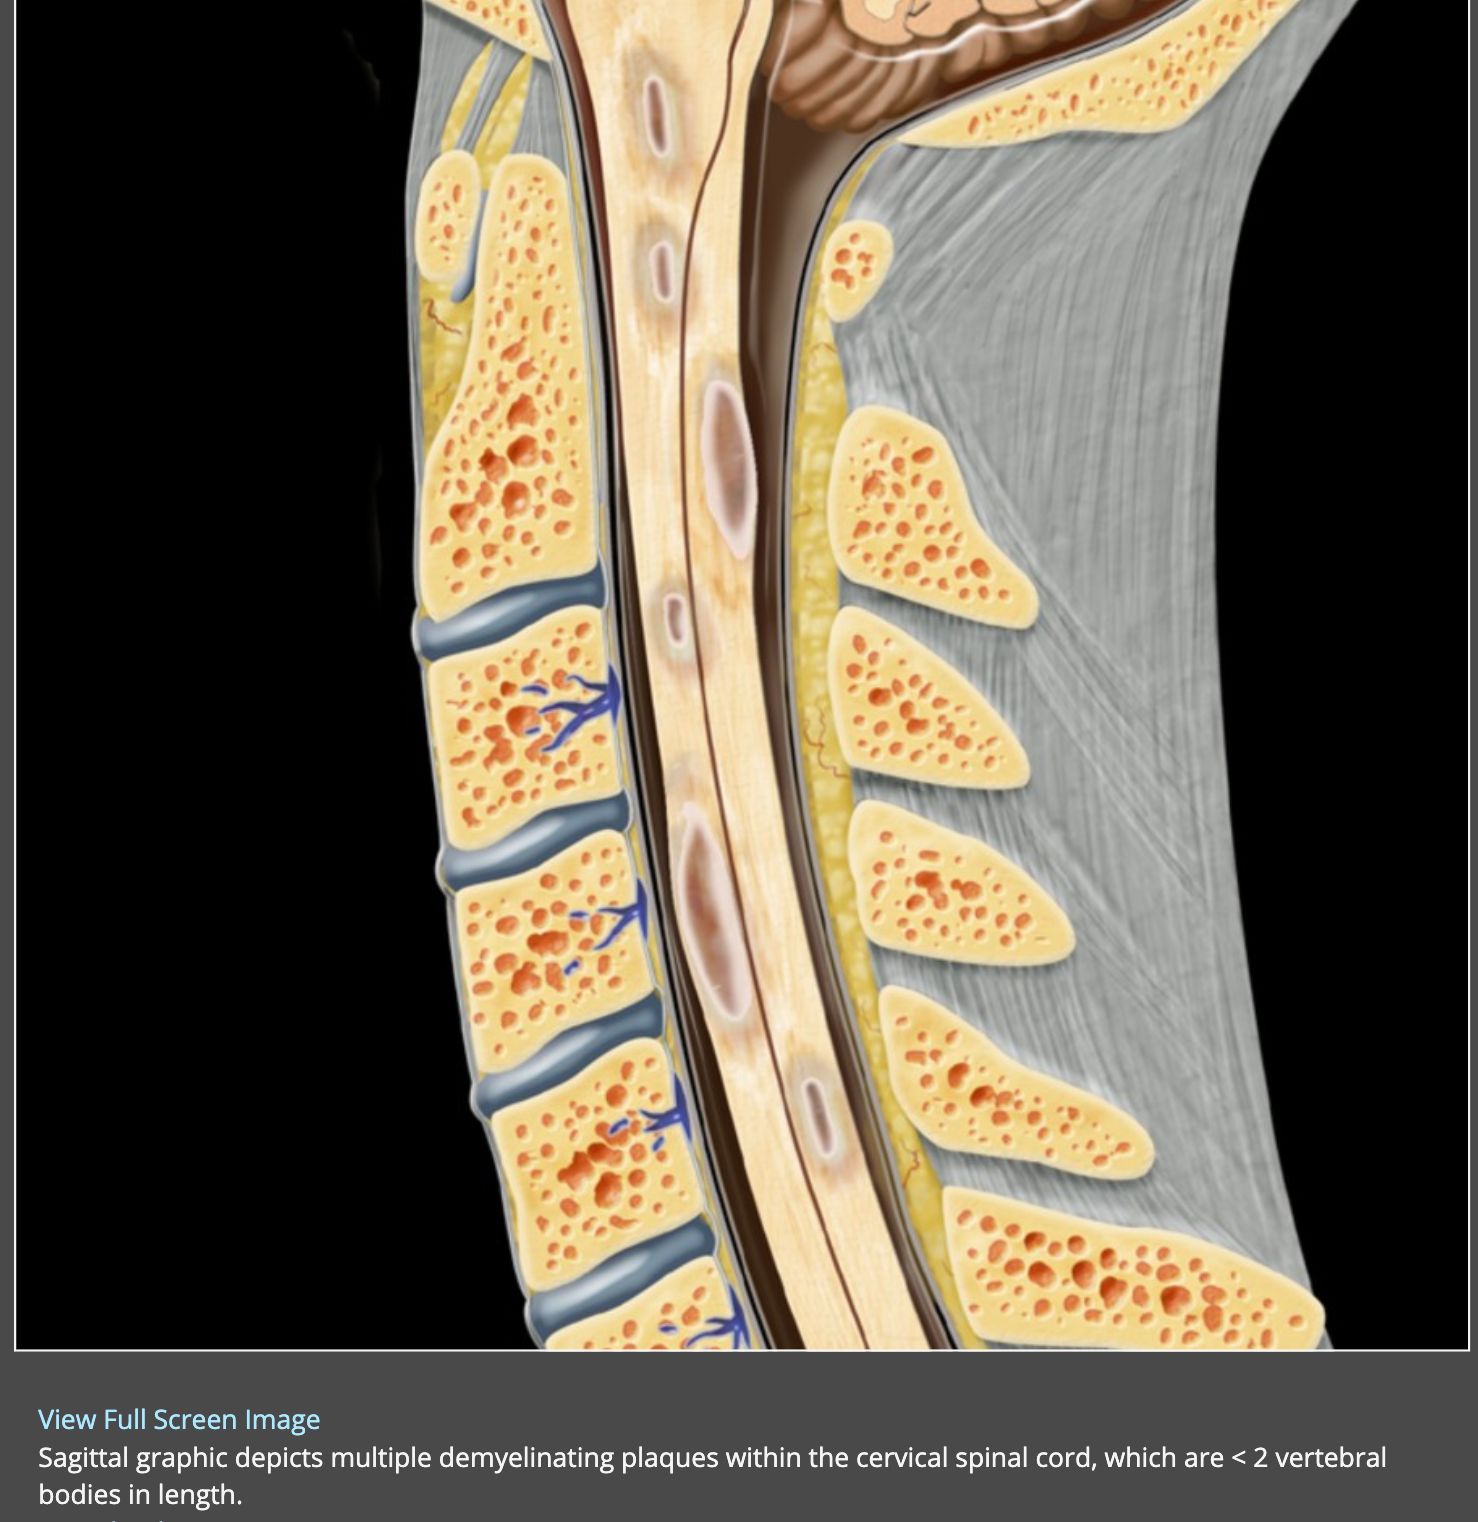 View Full Screen Image
Sagittal graphic depicts multiple demyelinating plaques within the cervical spinal cord, which are < 2 vertebral
bodies in length.